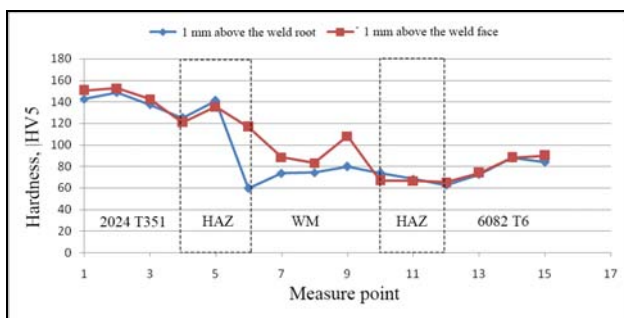 1 mm above the weld root
1 mm above the weld face
Hardness, |HV5
180
160
140
120
100
80
60
40
20
0
2024 T351 HAZ WM HAZ 6082 T6
1 3 5 7 9 11 13 15 17
Measure point